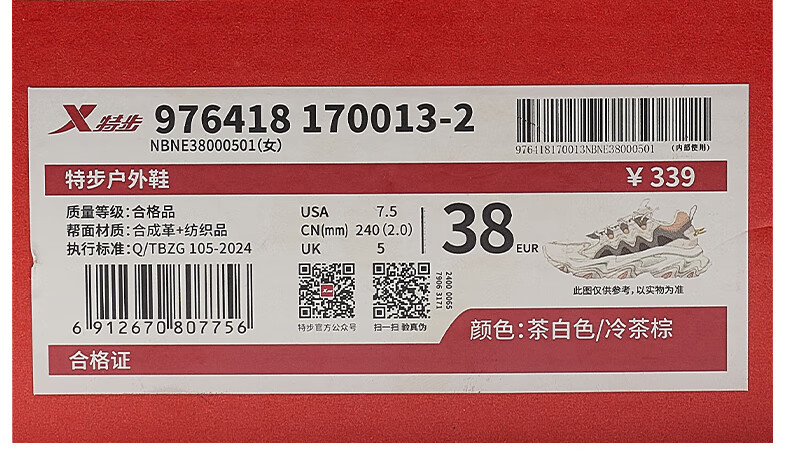 特步 976418 170013-2
NBNE38000501(女)
976418170013NBNE38000501 (内部使用)
特步户外鞋 ￥339
质量等级:合格品
帮面材质:合成革+纺织品
执行标准:Q/TBZG 105-2024
USA 7.5
CN(mm) 240(2.0)
UK 5
38 EUR
此图仅供参考,以实物为准
6 912670 807756
特步官方公众号
扫一扫 验真伪
2400 0065
7906 3171
颜色:茶白色/冷茶棕
合格证